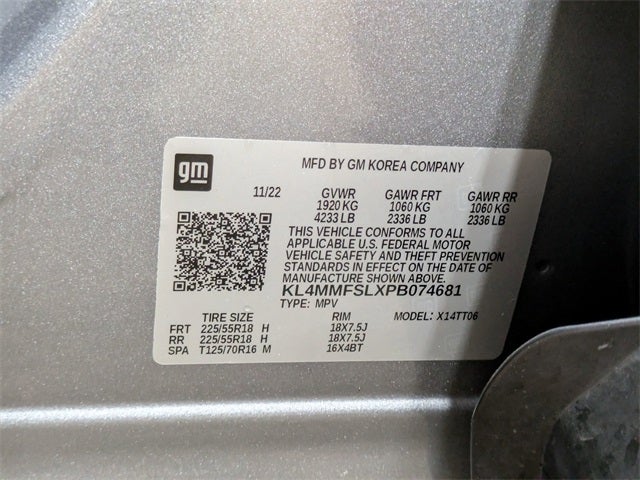 gm
MFD BY GM KOREA COMPANY
11/22 GVWR GAWR FRT GAWR RR
1920 KG 1060 KG 1060 KG
4233 LB 2336 LB 2336 LB
THIS VEHICLE CONFORMS TO ALL
APPLICABLE U.S. FEDERAL MOTOR
VEHICLE SAFETY AND THEFT PREVENTION
STANDARDS IN EFFECT ON THE DATE OF
MANUFACTURE SHOWN ABOVE.
KL4MMFSLXPB074681
TYPE: MPV MODEL: X14TT06
TIRE SIZE RIM
FRT 225/55R18 H 18X7.5J
RR 225/55R18 H 18X7.5J
SPA T125/70R16 M 16X4BT